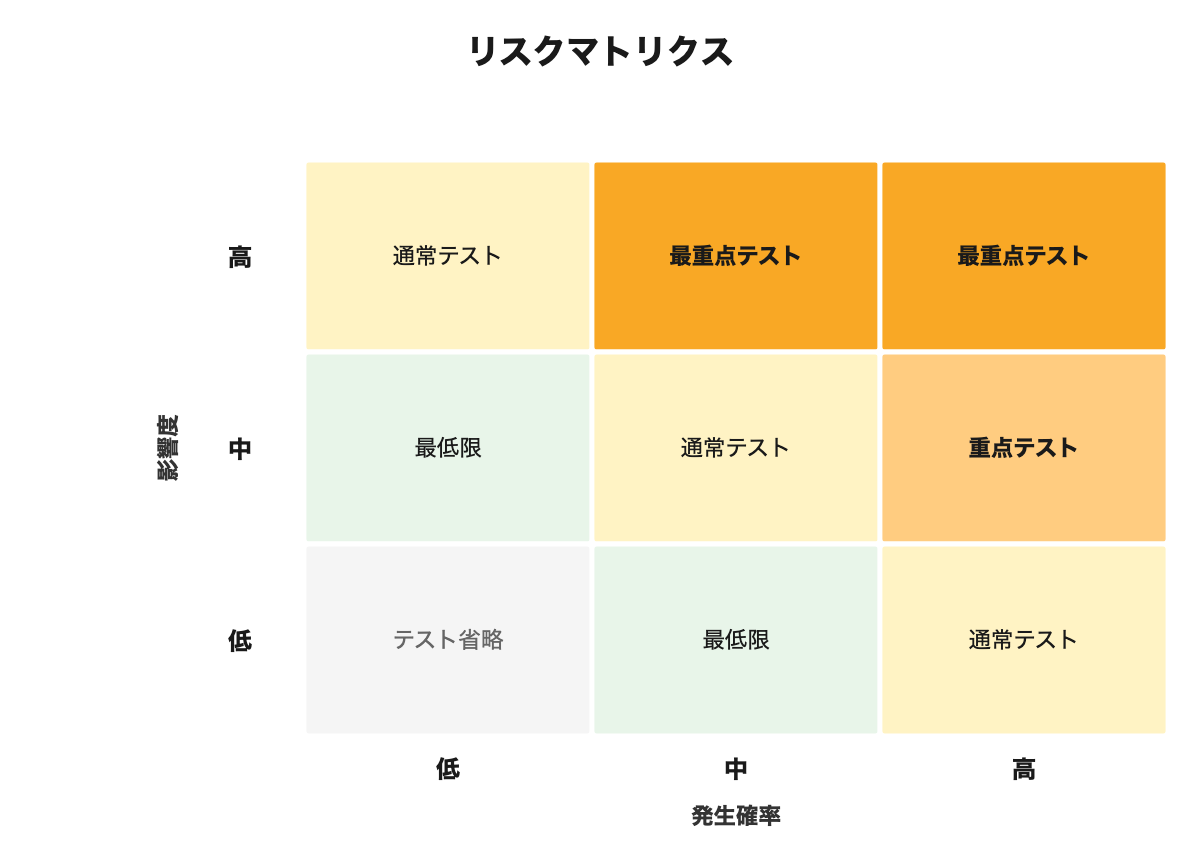 リスクマトリクス
影響度
高
通常テスト
最重点テスト
最重点テスト
中
最低限
通常テスト
重点テスト
低
テスト省略
最低限
通常テスト
低
中
高
発生確率